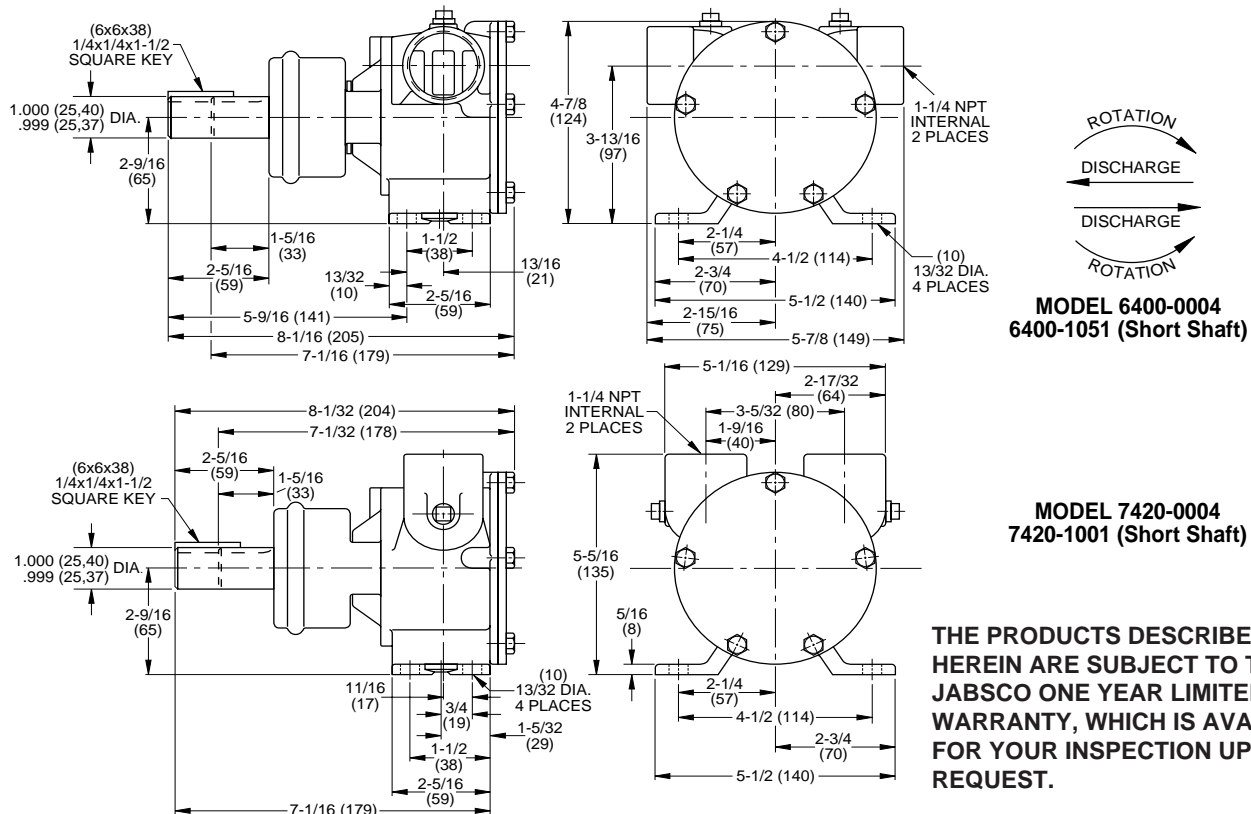 (6x6x38)
1/4x1/4x1-1/2
SQUARE KEY
1.000 (25,40)
.999 (25,37)
DIA.
2-9/16
(65)
1-5/16
(33)
2-5/16
(59)
1-1/2
(38)
13/32
(10)
13/16
(21)
2-5/16
(59)
5-9/16 (141)
8-1/16 (205)
7-1/16 (179)
4-7/8
(124)
3-13/16
(97)
1-1/4 NPT
INTERNAL
2 PLACES
2-1/4
(57)
4-1/2 (114)
(10)
13/32 DIA.
4 PLACES
2-3/4
(70)
5-1/2 (140)
2-15/16
(75)
5-7/8 (149)
ROTATION
DISCHARGE
DISCHARGE
ROTATION
MODEL 6400-0004
6400-1051 (Short Shaft)
8-1/32 (204)
7-1/32 (178)
2-5/16
(59)
1-5/16
(33)
(6x6x38)
1/4x1/4x1-1/2
SQUARE KEY
1.000 (25,40)
.999 (25,37)
DIA.
2-9/16
(65)
11/16
(17)
3/4
(19)
(10)
13/32 DIA.
4 PLACES
1-5/32
(29)
1-1/2
(38)
2-5/16
(59)
7-1/16 (179)
5-1/16 (129)
2-17/32
(64)
1-1/4 NPT
INTERNAL
2 PLACES
3-5/32 (80)
1-9/16
(40)
5-5/16
(135)
5/16
(8)
2-1/4
(57)
4-1/2 (114)
2-3/4
(70)
5-1/2 (140)
MODEL 7420-0004
7420-1001 (Short Shaft)
THE PRODUCTS DESCRIBE
HEREIN ARE SUBJECT TO T
JABSCO ONE YEAR LIMITE
WARRANTY, WHICH IS AVA
FOR YOUR INSPECTION UP
REQUEST.